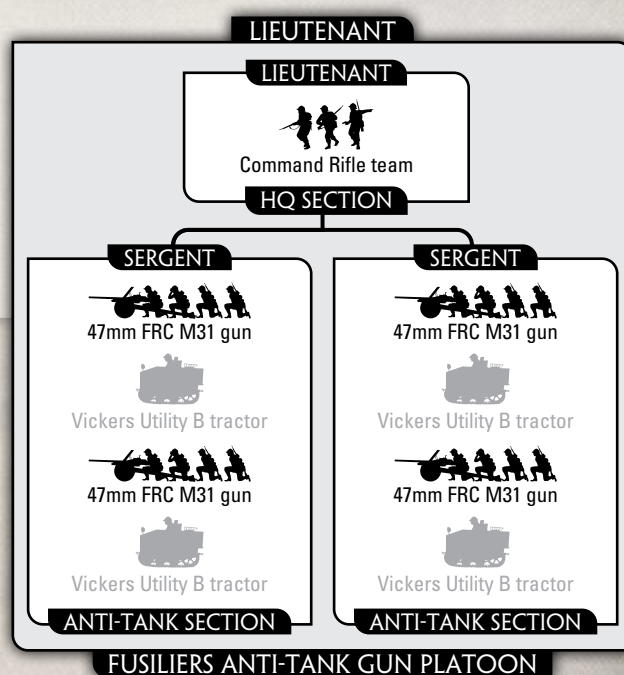 LIEUTENANT
LIEUTENANT
Command Rifle team
HQ SECTION
SERGENT
47mm FRC M31 gun
Vickers Utility B tractor
47mm FRC M31 gun
Vickers Utility B tractor
ANTI-TANK SECTION
SERGENT
47mm FRC M31 gun
Vickers Utility B tractor
47mm FRC M31 gun
Vickers Utility B tractor
ANTI-TANK SECTION
FUSILIERS ANTI-TANK GUN PLATOON